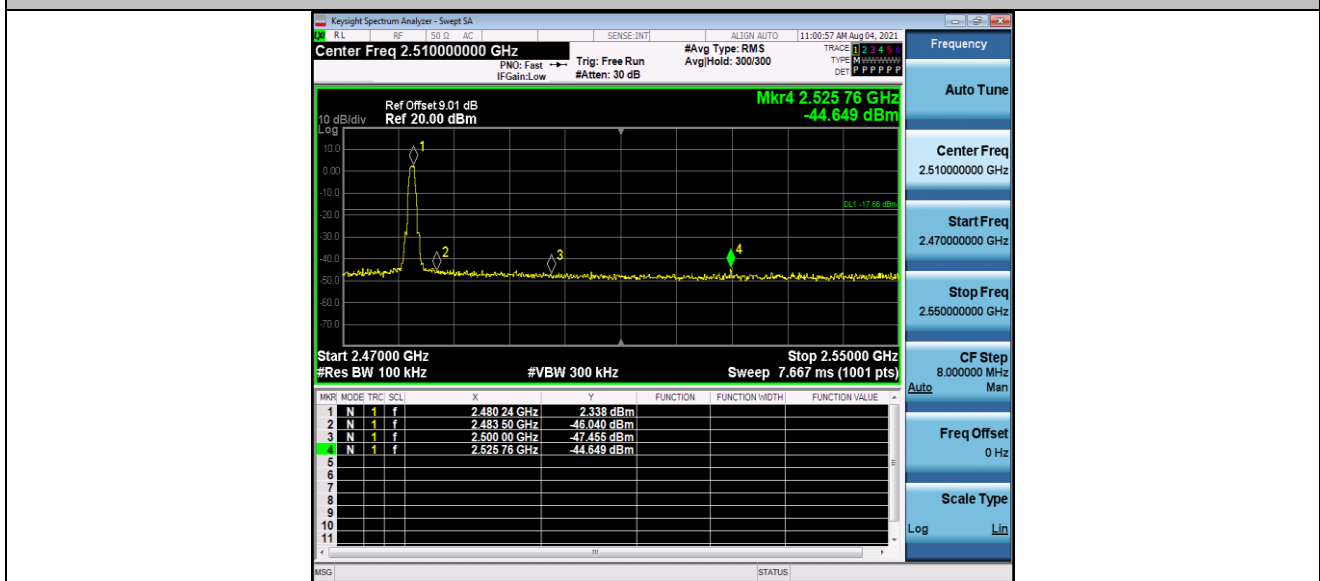 Keysight Spectrum Analyzer - Swept SA
RL RF 50 Ω AC SENSE:INT ALIGN AUTO 11:00:57 AM Aug 04, 2021
Center Freq 2.510000000 GHz
PNO: Fast
IFGain:Low
Trig: Free Run
#Atten: 30 dB
#Avg Type: RMS
Avg|Hold: 300/300
TRACE 1 2 3 4 5 6
TYPE M W W W W W
DET P P P P P P
Ref Offset 9.01 dB
10 dB/div Ref 20.00 dBm
Log
Mkr4 2.525 76 GHz
-44.649 dBm
10.0
0.00
-10.0
-20.0
-30.0
-40.0
-50.0
-60.0
-70.0
1
2
3
4
DL1 -17.66 dBm
Start 2.47000 GHz Stop 2.55000 GHz
#Res BW 100 kHz #VBW 300 kHz Sweep 7.667 ms (1001 pts)
MKR MODE TRC SCL X Y FUNCTION FUNCTION WIDTH FUNCTION VALUE
1 N 1 f 2.480 24 GHz 2.338 dBm
2 N 1 f 2.483 50 GHz -46.040 dBm
3 N 1 f 2.500 00 GHz -47.455 dBm
4 N 1 f 2.525 76 GHz -44.649 dBm
5
6
7
8
9
10
11
MSG STATUS
Frequency
Auto Tune
Center Freq
2.510000000 GHz
Start Freq
2.470000000 GHz
Stop Freq
2.550000000 GHz
CF Step
8.000000 MHz
Auto Man
Freq Offset
0 Hz
Scale Type
Log Lin